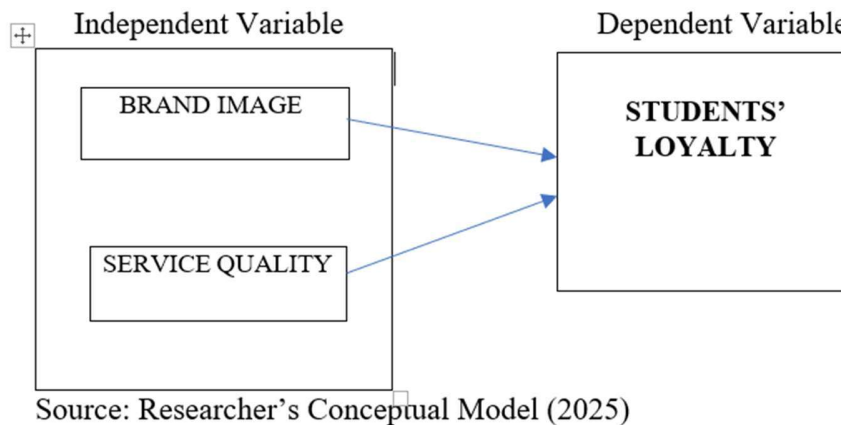 Independent Variable
Dependent Variable
BRAND IMAGE
STUDENTS’
LOYALTY
SERVICE QUALITY
Source: Researcher’s Conceptual Model (2025)